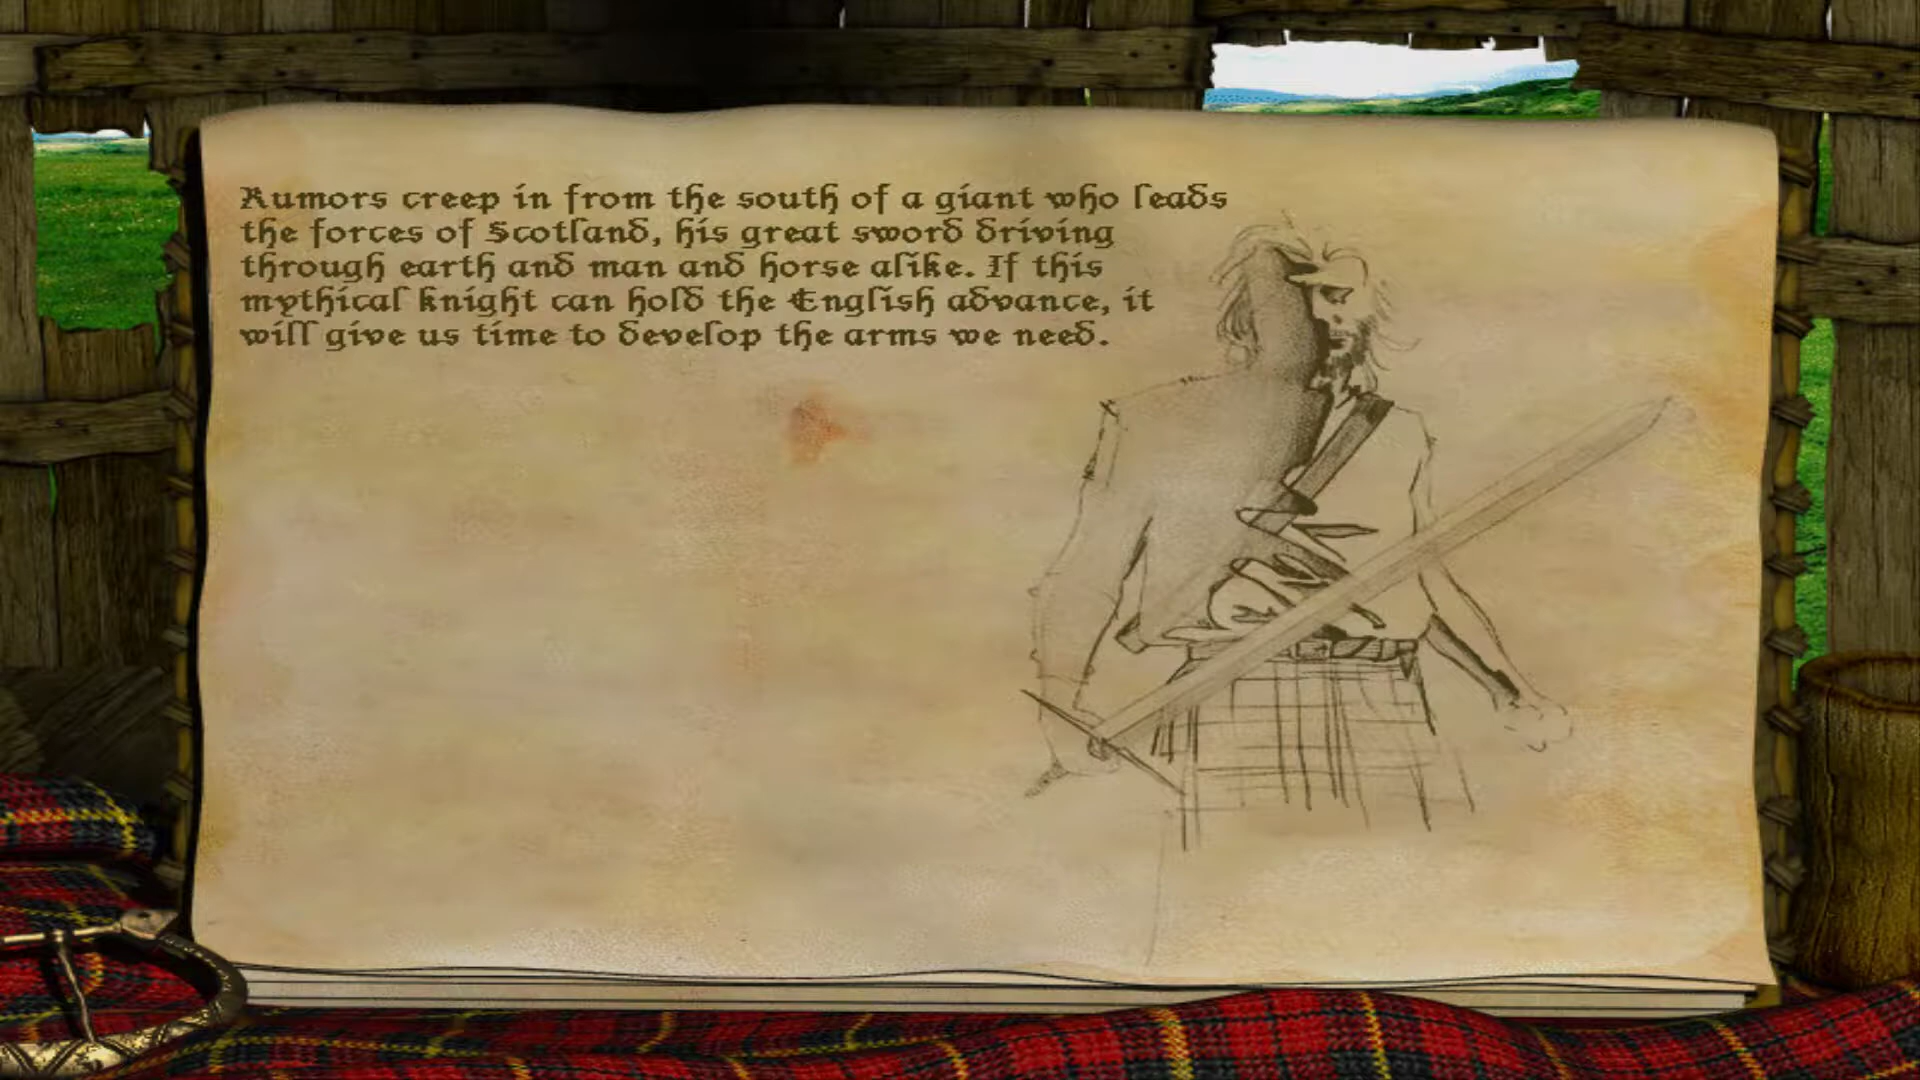 Rumors creep in from the south of a giant who leads
the forces of Scotland, his great sword driving
through earth and man and horse alike. If this
mythical knight can hold the English advance, it
will give us time to develop the arms we need.